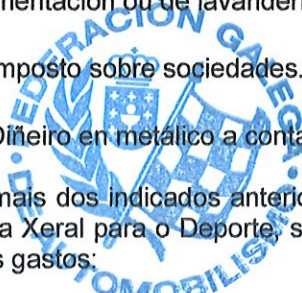 mentación ou de lavander
mposto sobre sociedades.
Diñeiro en metálico a conta
mais dos indicados anterio
a Xeral para o Deporte, s
s gastos:
FEDERACIÓN GALEGA DE AUTOMOBILISMO